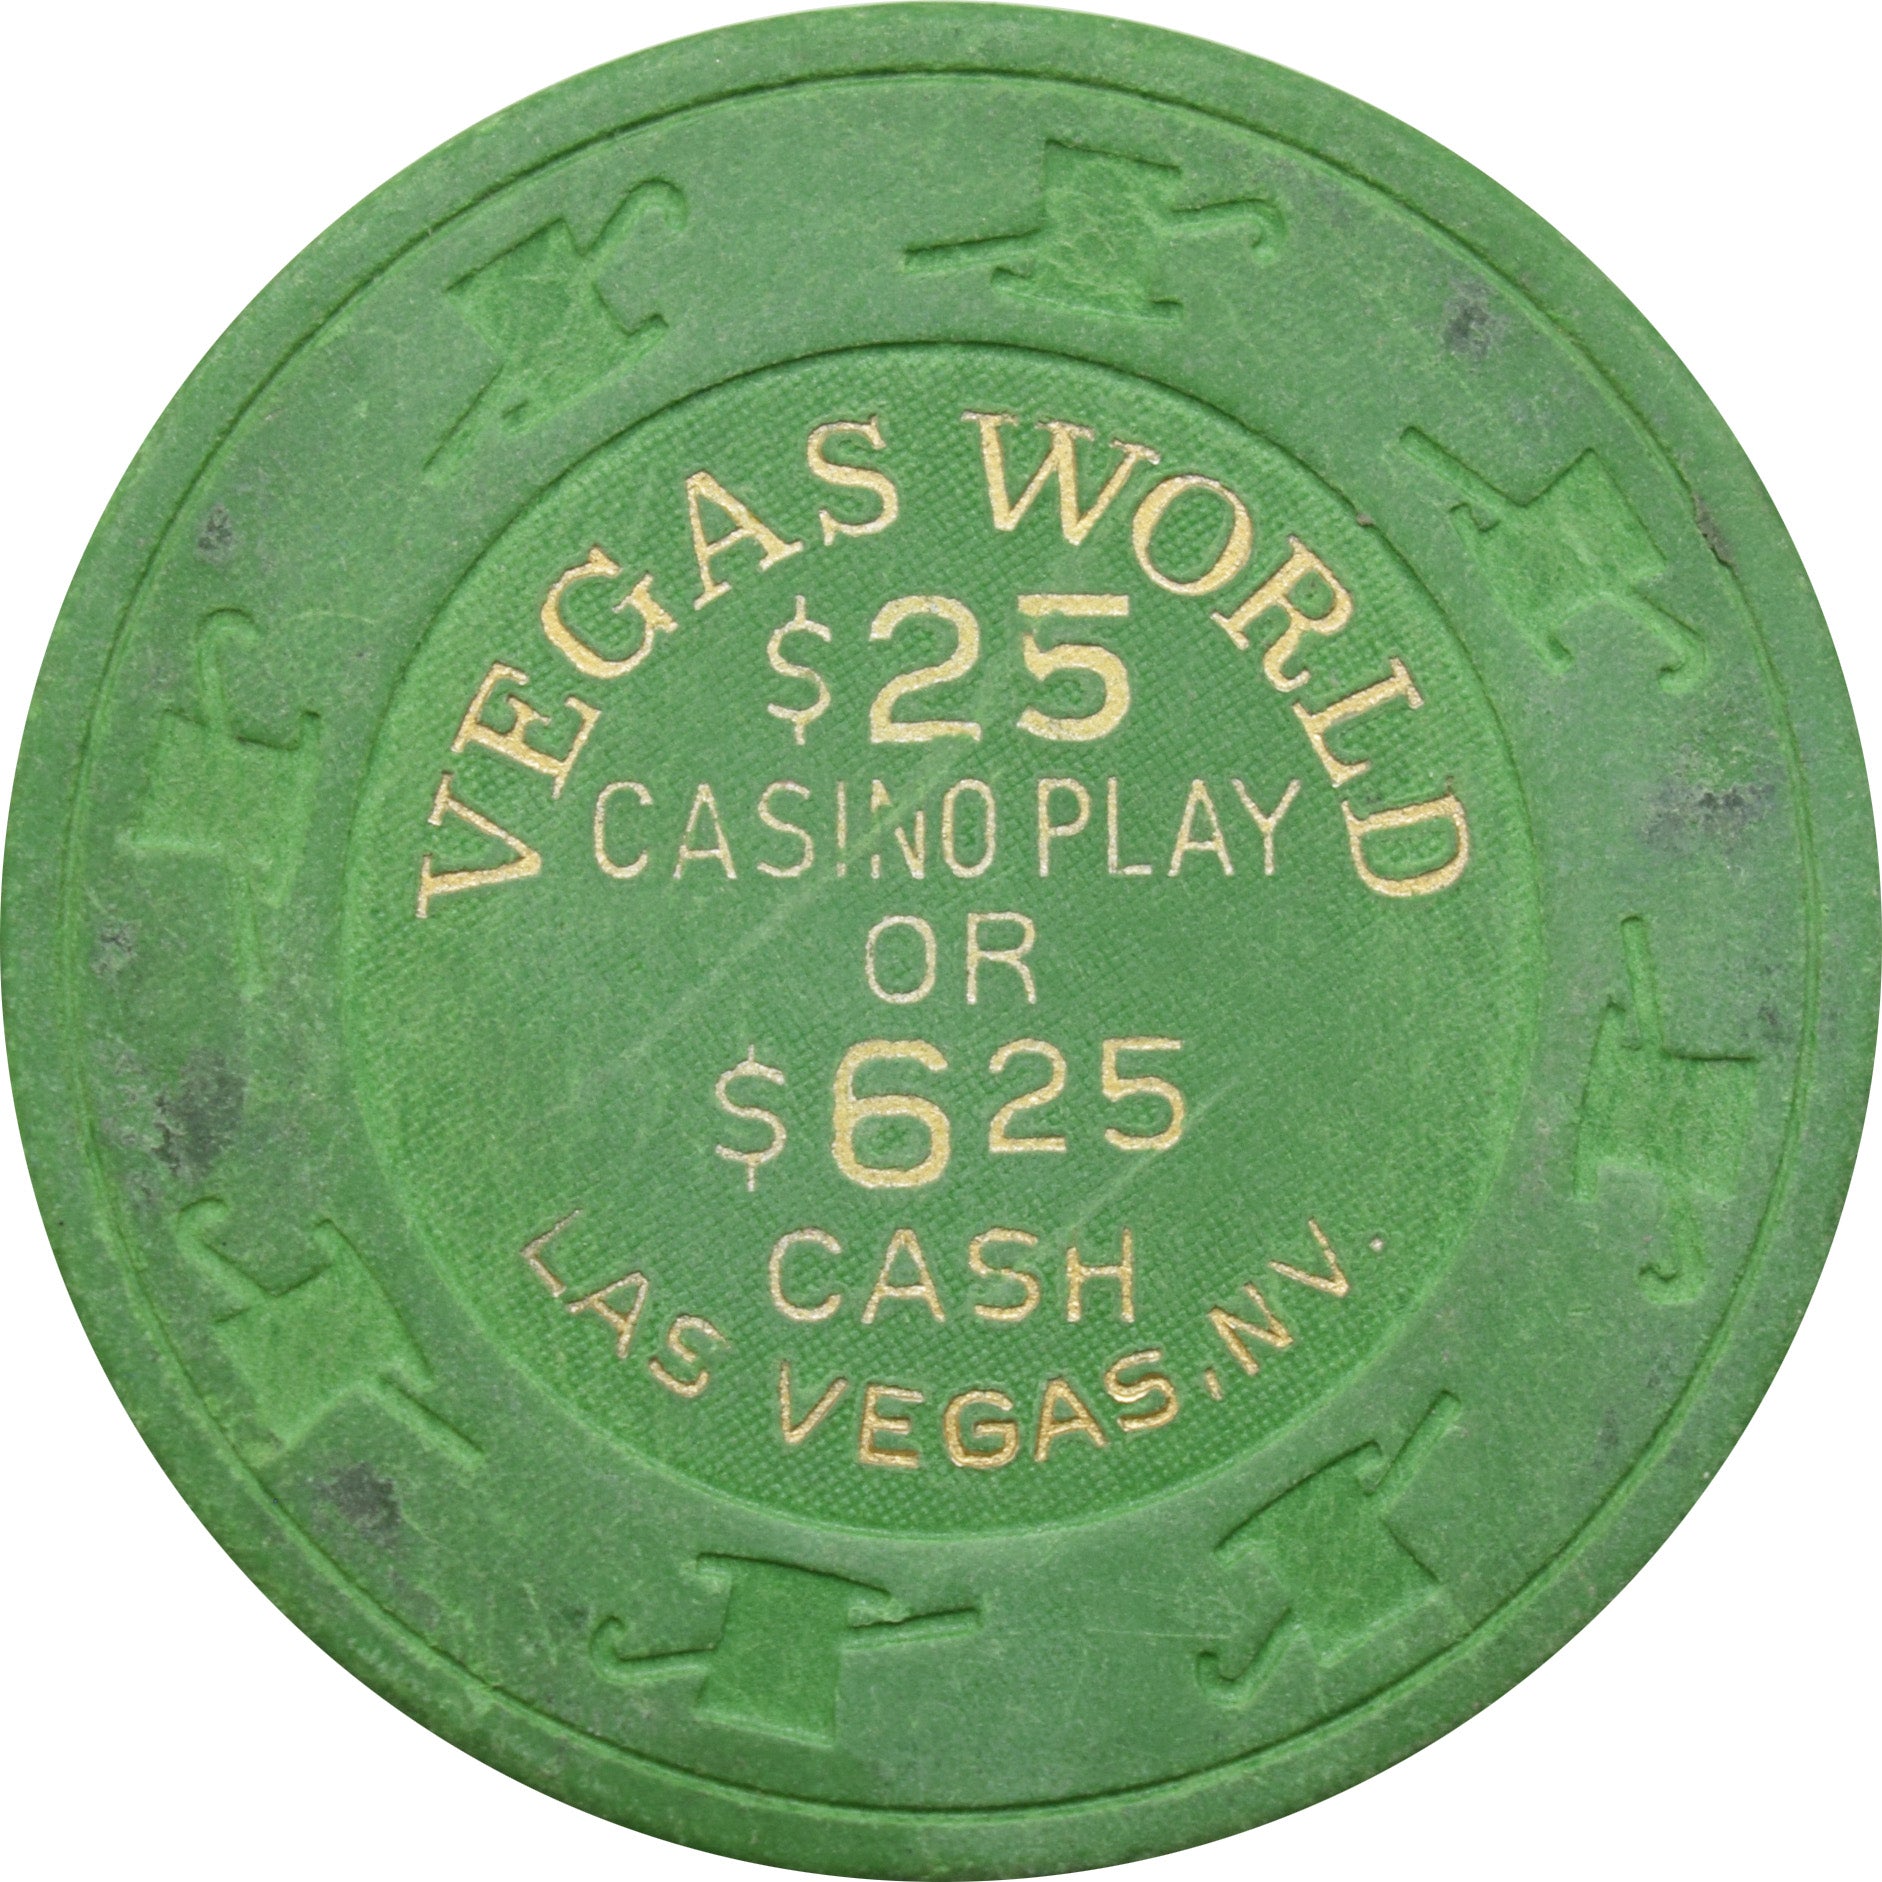 VEGAS WORLD
$25
CASINO PLAY
OR
$625
CASH
LAS VEGAS, NV.